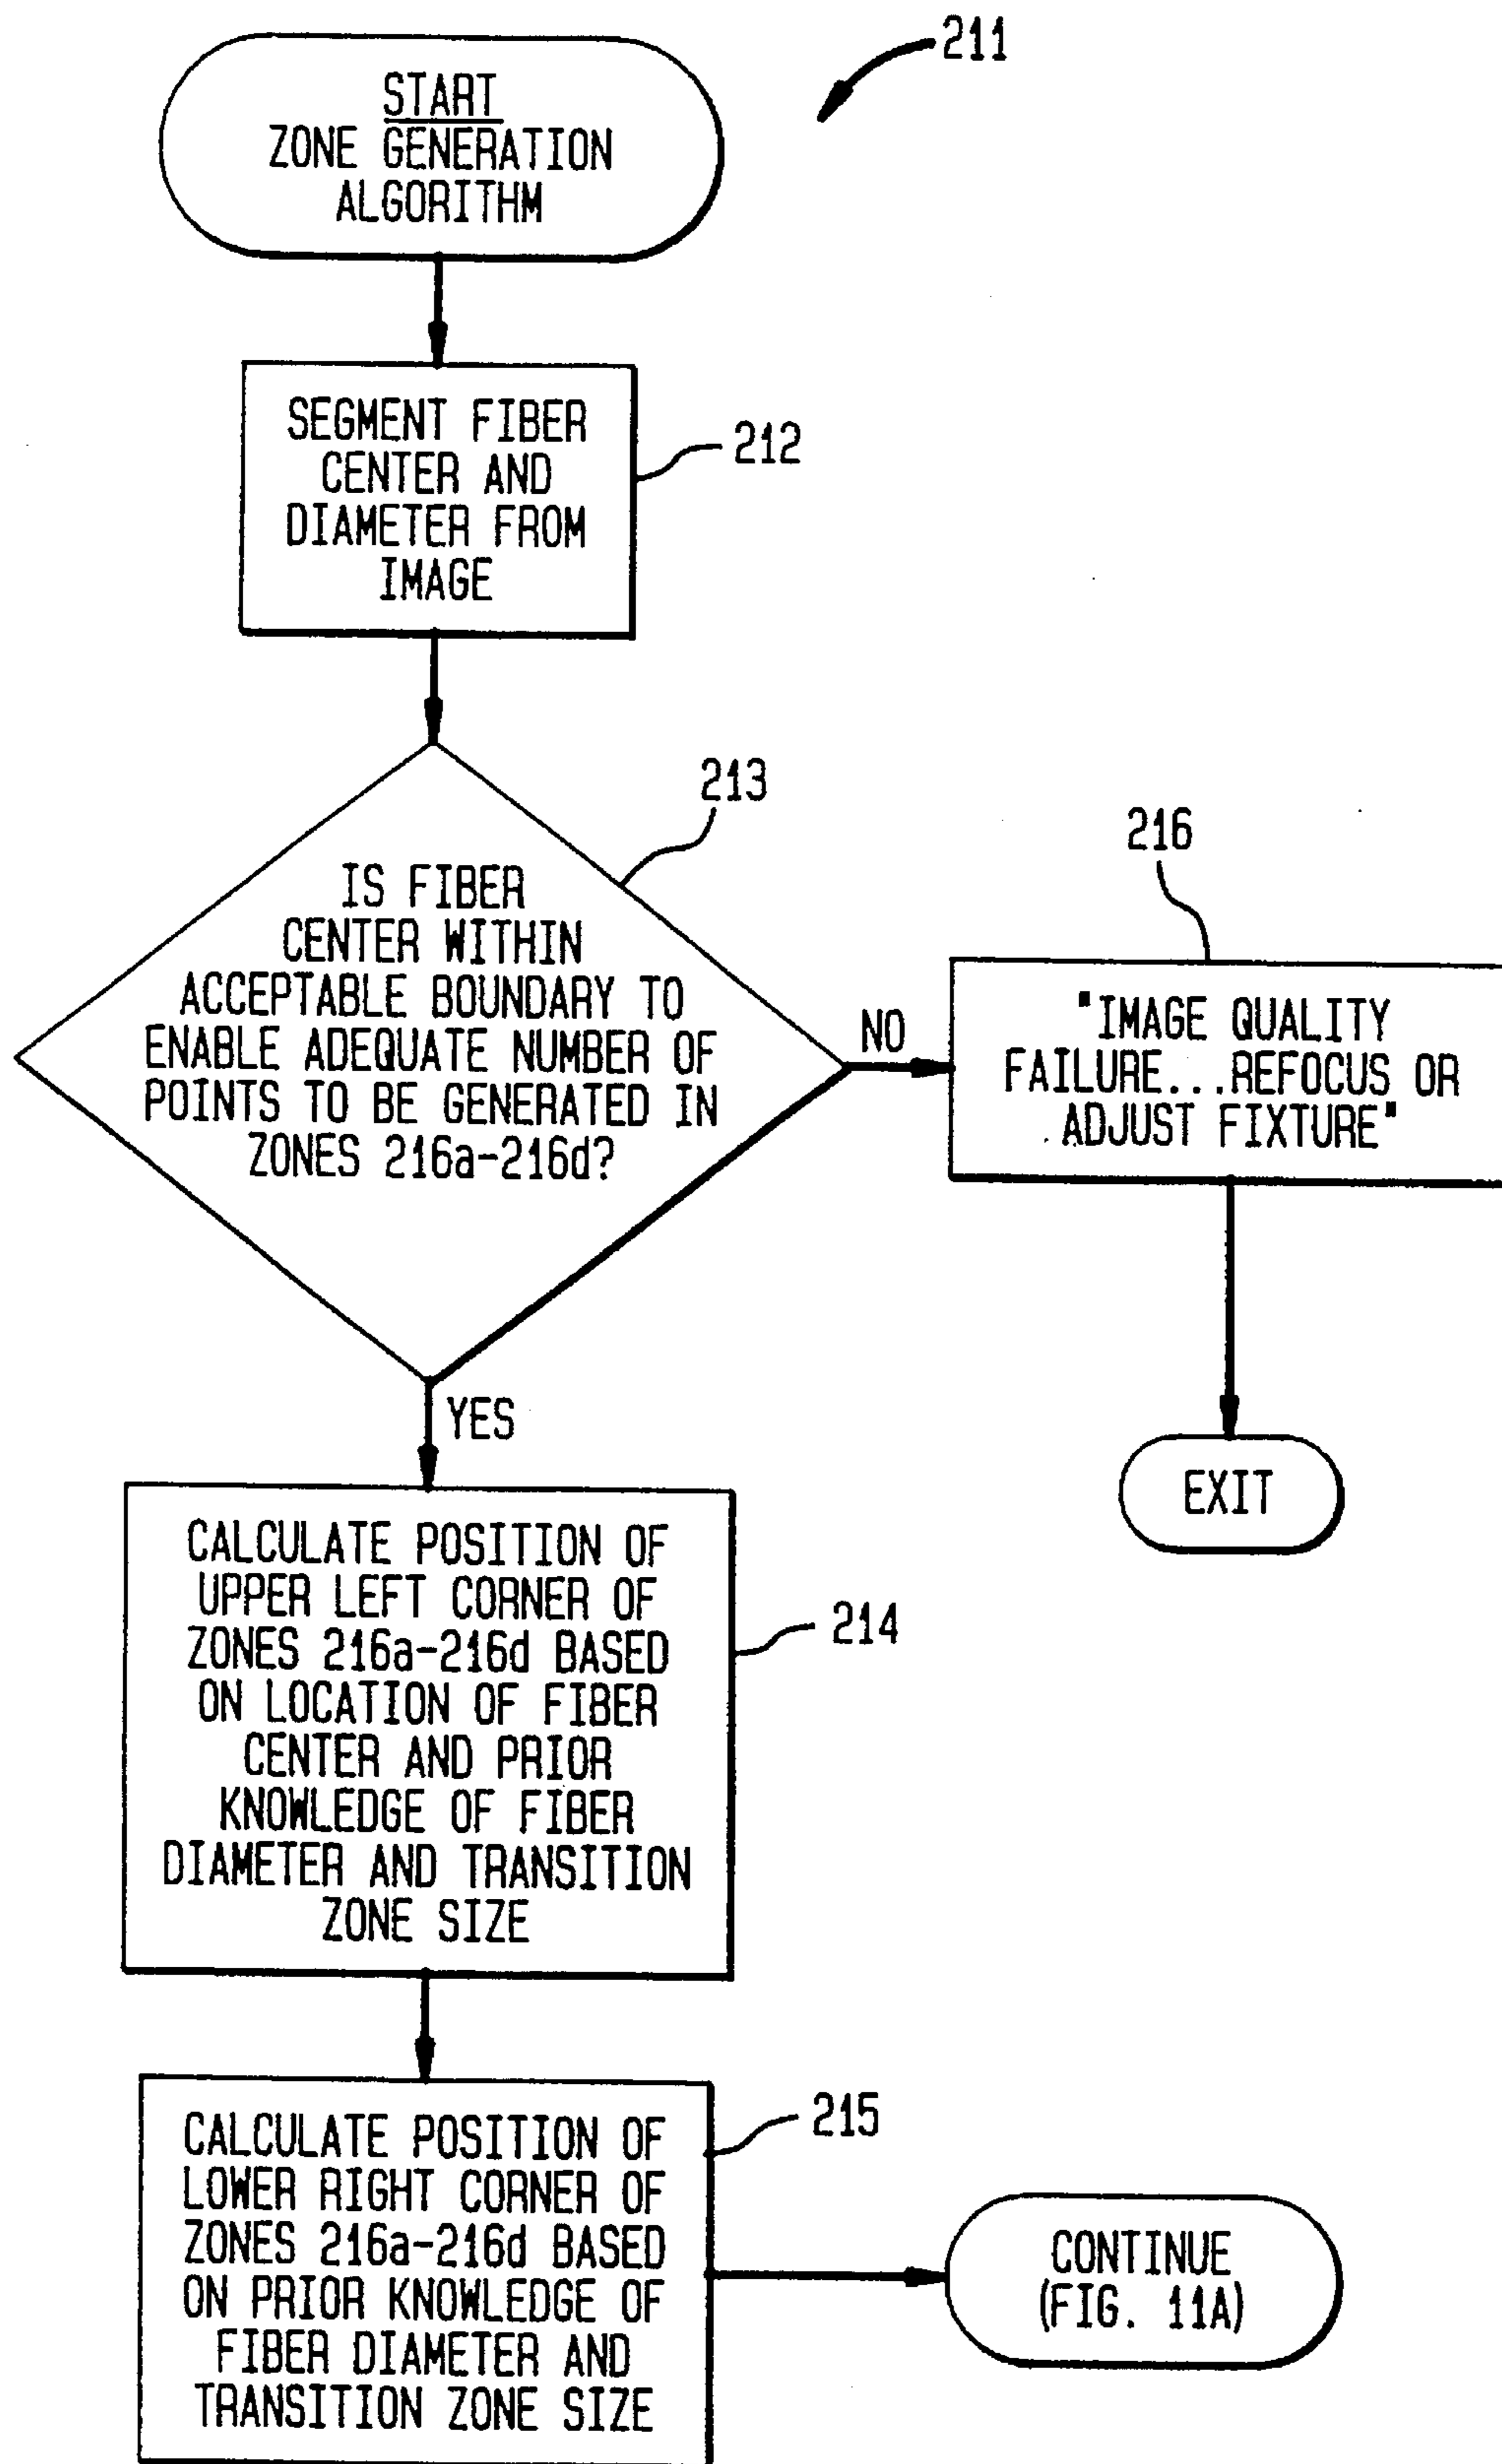 211
START
ZONE GENERATION
ALGORITHM
SEGMENT FIBER
CENTER AND
DIAMETER FROM
IMAGE
212
213
IS FIBER
CENTER WITHIN
ACCEPTABLE BOUNDARY TO
ENABLE ADEQUATE NUMBER OF
POINTS TO BE GENERATED IN
ZONES 216a-216d?
NO
216
"IMAGE QUALITY
FAILURE...REFOCUS OR
ADJUST FIXTURE"
EXIT
YES
CALCULATE POSITION OF
UPPER LEFT CORNER OF
ZONES 216a-216d BASED
ON LOCATION OF FIBER
CENTER AND PRIOR
KNOWLEDGE OF FIBER
DIAMETER AND TRANSITION
ZONE SIZE
214
CALCULATE POSITION OF
LOWER RIGHT CORNER OF
ZONES 216a-216d BASED
ON PRIOR KNOWLEDGE OF
FIBER DIAMETER AND
TRANSITION ZONE SIZE
215
CONTINUE
(FIG. 11A)